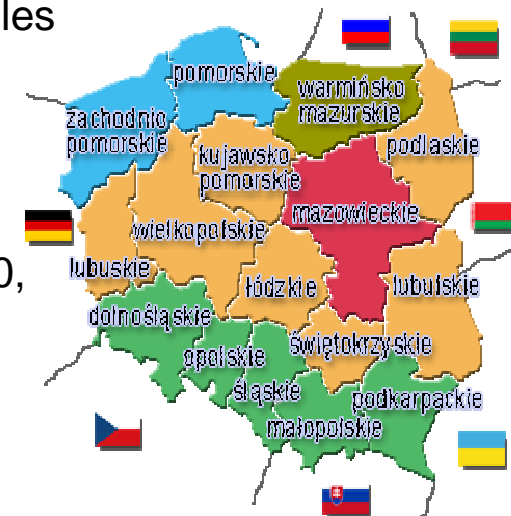 les
pomorskie
warmińsko
mazurskie
zachodnio
pomorskie
podlaskie
kujawsko
pomorskie
mazowieckie
wielkopolskie
0,
lubuskie
łódzkie
lubulskie
dolnośląskie
świętokrzyskie
opolskie
śląskie
podkarpackie
małopolskie